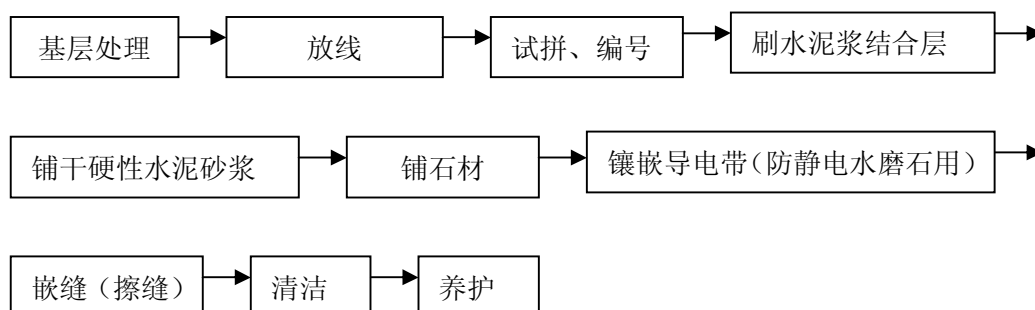 基层处理 放线 试拼、编号 刷水泥浆结合层
铺干硬性水泥砂浆 铺石材 镶嵌导电带(防静电水磨石用)
嵌缝(擦缝) 清洁 养护